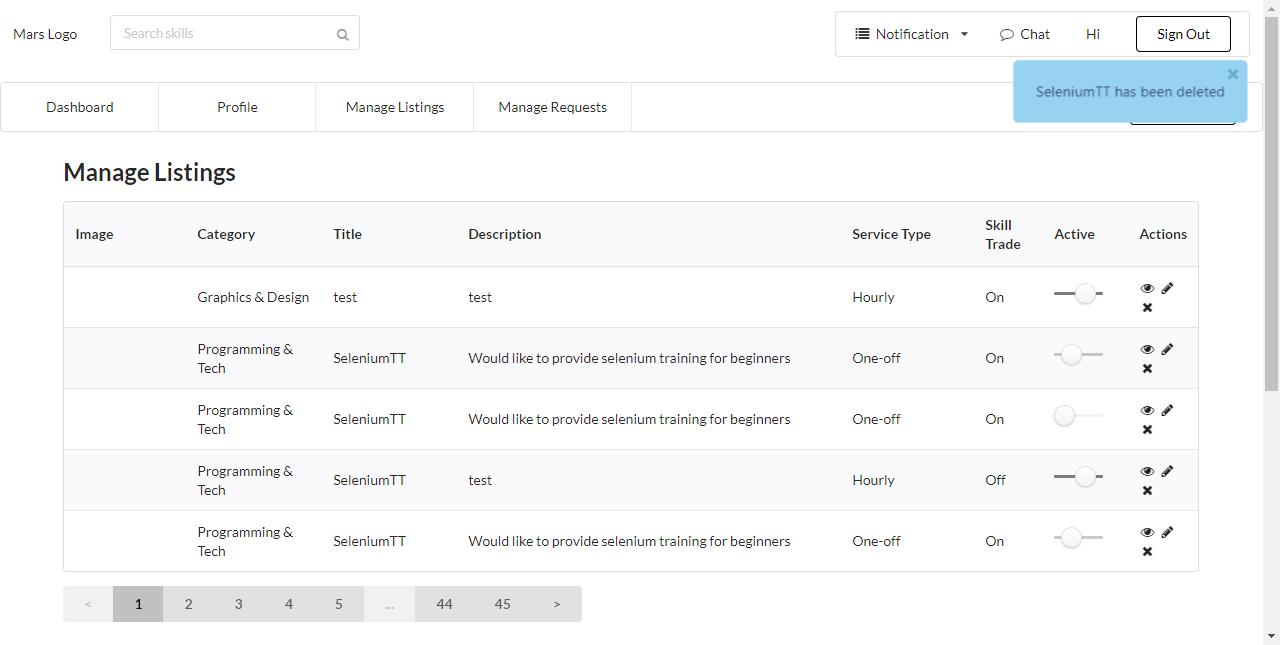 Mars Logo
Search skills
Notification
Chat
Hi
Sign Out
SeleniumTT has been deleted
Dashboard
Profile
Manage Listings
Manage Requests
Manage Listings
Image Category Title Description Service Type Skill Trade Active Actions
Graphics & Design test test Hourly On
Programming & Tech SeleniumTT Would like to provide selenium training for beginners One-off On
Programming & Tech SeleniumTT Would like to provide selenium training for beginners One-off On
Programming & Tech SeleniumTT test Hourly Off
Programming & Tech SeleniumTT Would like to provide selenium training for beginners One-off On
< 1 2 3 4 5 ... 44 45 >